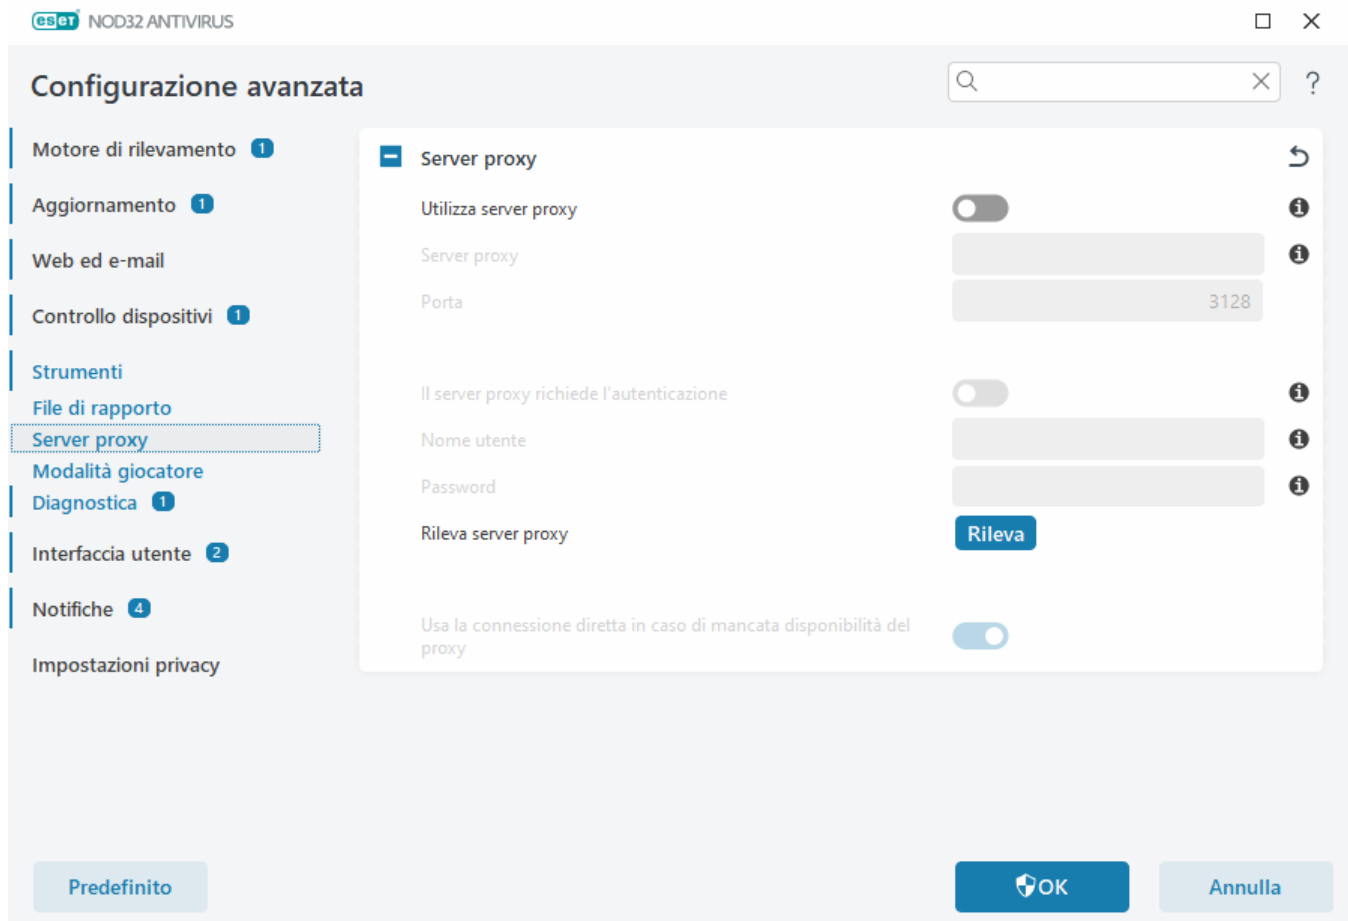 eset NOD32 ANTIVIRUS
Configurazione avanzata
?
Motore di rilevamento 1
Aggiornamento 1
Web ed e-mail
Controllo dispositivi 1
Strumenti
File di rapporto
Server proxy
Modalità giocatore
Diagnostica 1
Interfaccia utente 2
Notifiche 4
Impostazioni privacy
Server proxy
Utilizza server proxy
Server proxy
Porta 3128
Il server proxy richiede l'autenticazione
Nome utente
Password
Rileva server proxy Rileva
Usa la connessione diretta in caso di mancata disponibilità del
proxy
Predefinito OK Annulla